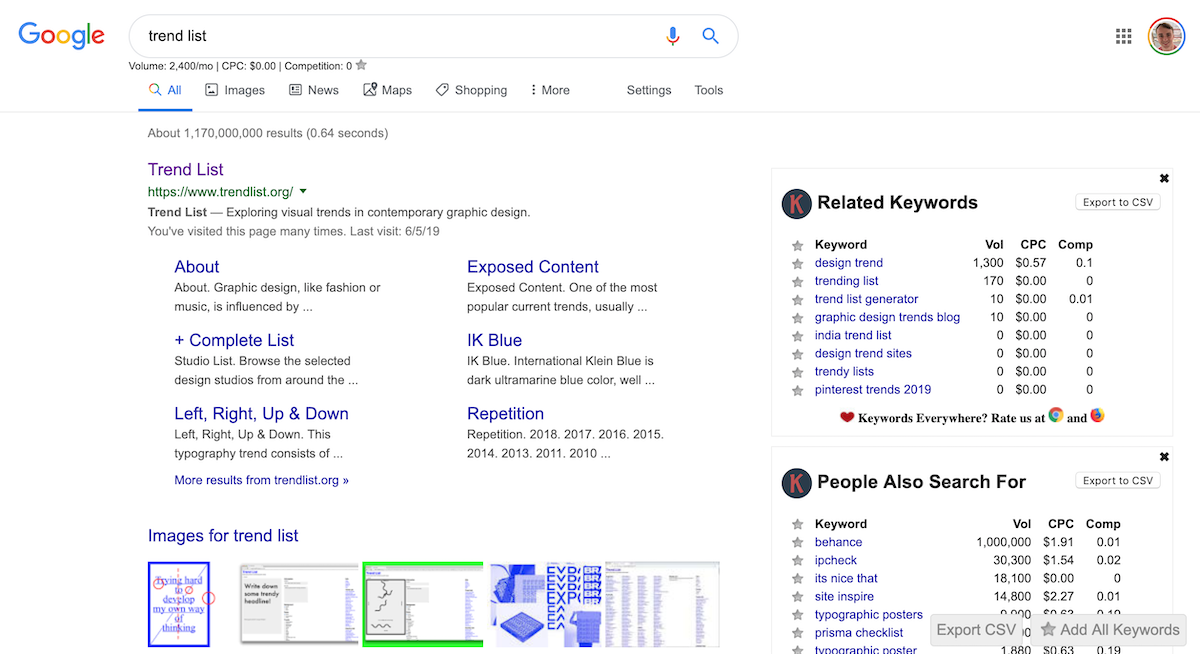 Google
trend list
Volume: 2,400/mo | CPC: $0.00 | Competition: 0
All Images News Maps Shopping More Settings Tools
About 1,170,000,000 results (0.64 seconds)
Trend List
https://www.trendlist.org/
Trend List — Exploring visual trends in contemporary graphic design.
You've visited this page many times. Last visit: 6/5/19
About
About. Graphic design, like fashion or
music, is influenced by ...
Exposed Content
Exposed Content. One of the most
popular current trends, usually ...
+ Complete List
Studio List. Browse the selected
design studios from around the ...
IK Blue
IK Blue. International Klein Blue is
dark ultramarine blue color, well ...
Left, Right, Up & Down
Left, Right, Up & Down. This
typography trend consists of ...
Repetition
Repetition. 2018. 2017. 2016. 2015.
2014. 2013. 2011. 2010 ...
More results from trendlist.org »
Images for trend list
Trying hard
to
develop
my own way
of
thinking
Write down
some trendy
headline!
K Related Keywords Export to CSV
Keyword Vol CPC Comp
design trend 1,300 $0.57 0.1
trending list 170 $0.00 0
trend list generator 10 $0.00 0.01
graphic design trends blog 10 $0.00 0
india trend list 0 $0.00 0
design trend sites 0 $0.00 0
trendy lists 0 $0.00 0
pinterest trends 2019 0 $0.00 0
Keywords Everywhere? Rate us at and
K People Also Search For Export to CSV
Keyword Vol CPC Comp
behance 1,000,000 $1.91 0.01
ipcheck 30,300 $1.54 0.02
its nice that 18,100 $0.00 0
site inspire 14,800 $2.27 0.01
typographic posters
prisma checklist
Export CSV Add All Keywords
typographic poster 1,880 $0.63 0.19